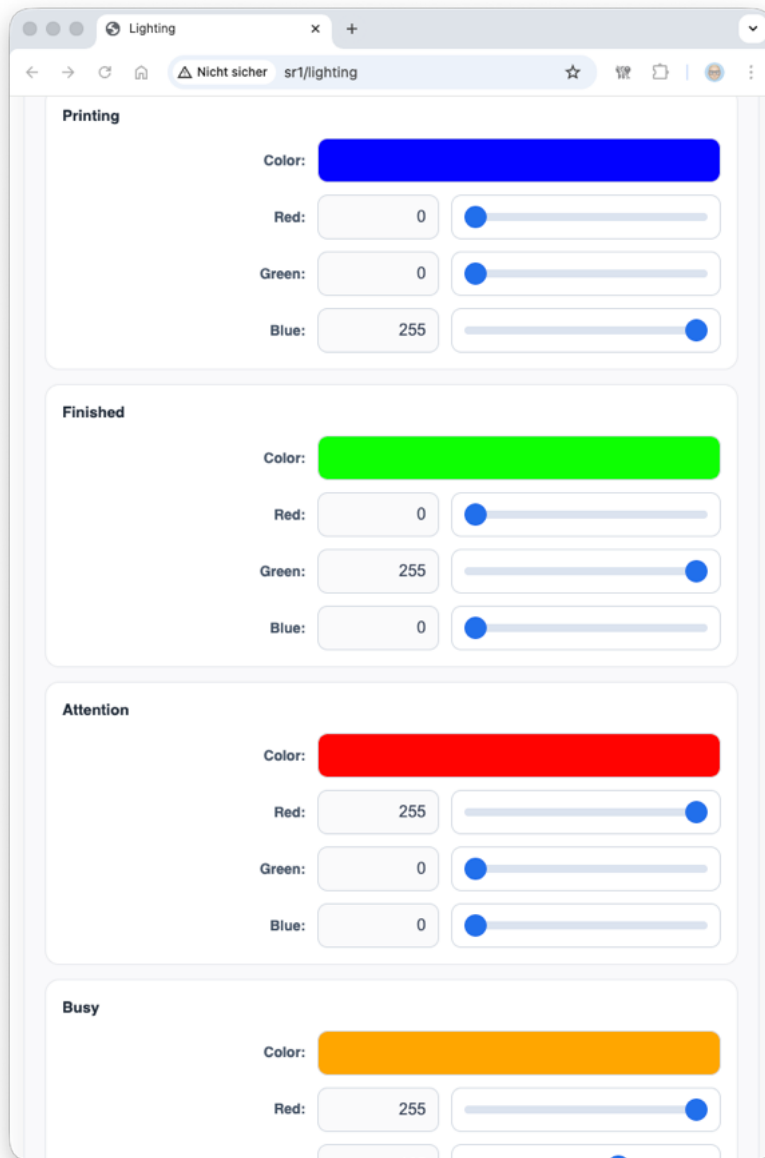 Lighting
Nicht sicher sr1/lighting
Printing
Color:
Red: 0
Green: 0
Blue: 255
Finished
Color:
Red: 0
Green: 255
Blue: 0
Attention
Color:
Red: 255
Green: 0
Blue: 0
Busy
Color:
Red: 255